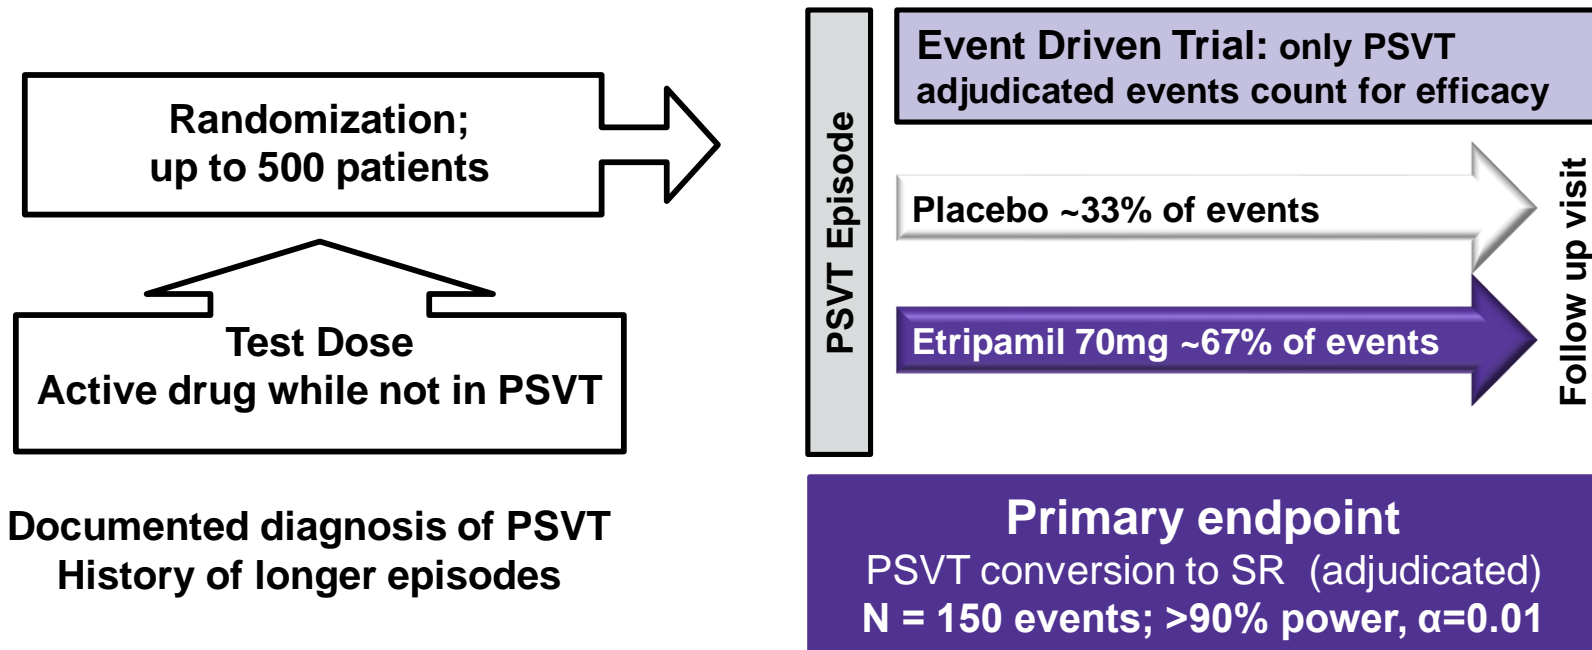 Randomization;
up to 500 patients
Test Dose
Active drug while not in PSVT
Documented diagnosis of PSVT
History of longer episodes
PSVT Episode
Event Driven Trial: only PSVT
adjudicated events count for efficacy
Placebo ~33% of events
Etripamil 70mg ~67% of events
Follow up visit
Primary endpoint
PSVT conversion to SR (adjudicated)
N = 150 events; >90% power, α=0.01